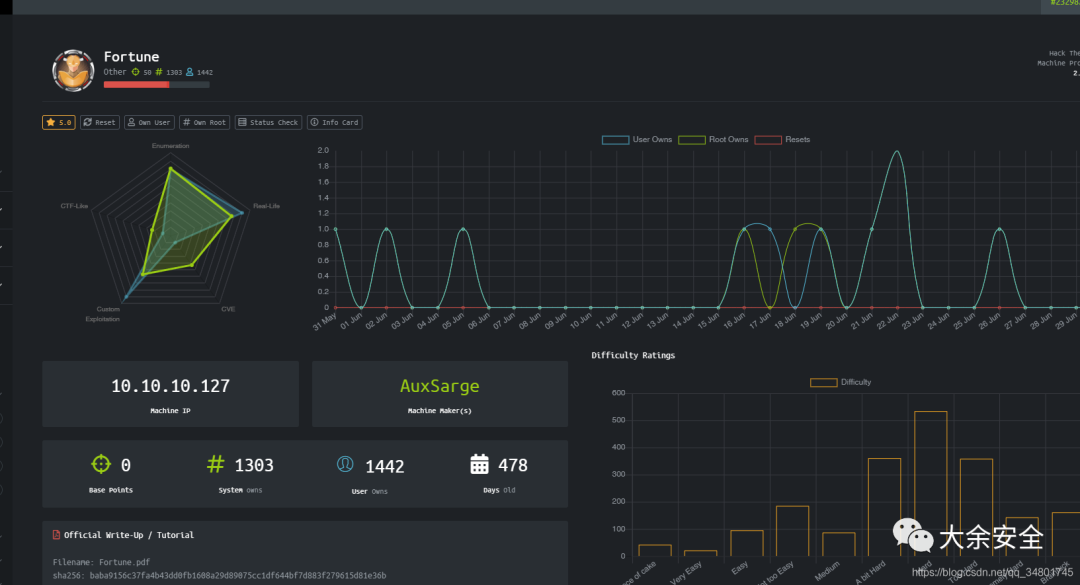 Fortune
Other 50 1303 1442
Hack The
Machine Pro
2.
5.0 Reset Own User Own Root Status Check Info Card
Enumeration
CTF-Like
Real-Life
Custom
Exploitation
CVE
User Owns Root Owns Resets
2.0
1.8
1.6
1.4
1.2
1.0
0.8
0.6
0.4
0.2
0
31 May 01 Jun 02 Jun 03 Jun 04 Jun 05 Jun 06 Jun 07 Jun 08 Jun 09 Jun 10 Jun 11 Jun 12 Jun 13 Jun 14 Jun 15 Jun 16 Jun 17 Jun 18 Jun 19 Jun 20 Jun 21 Jun 22 Jun 23 Jun 24 Jun 25 Jun 26 Jun 27 Jun 28 Jun 29 Jun
10.10.10.127
Machine IP
AuxSarge
Machine Maker(s)
0
Base Points
1303
System owns
1442
User Owns
478
Days Old
Official Write-Up / Tutorial
Filename: Fortune.pdf
sha256: baba9156c37fa4b43dd0fb1608a29d89075cc1df644bf7d883f279615d81e36b
Difficulty Ratings
Difficulty
600
500
400
300
200
100
0
ce of cake Very Easy Easy ot too Easy Medium A bit Hard Hard
大余安全
https://blog.csdn.net/qq_34801745